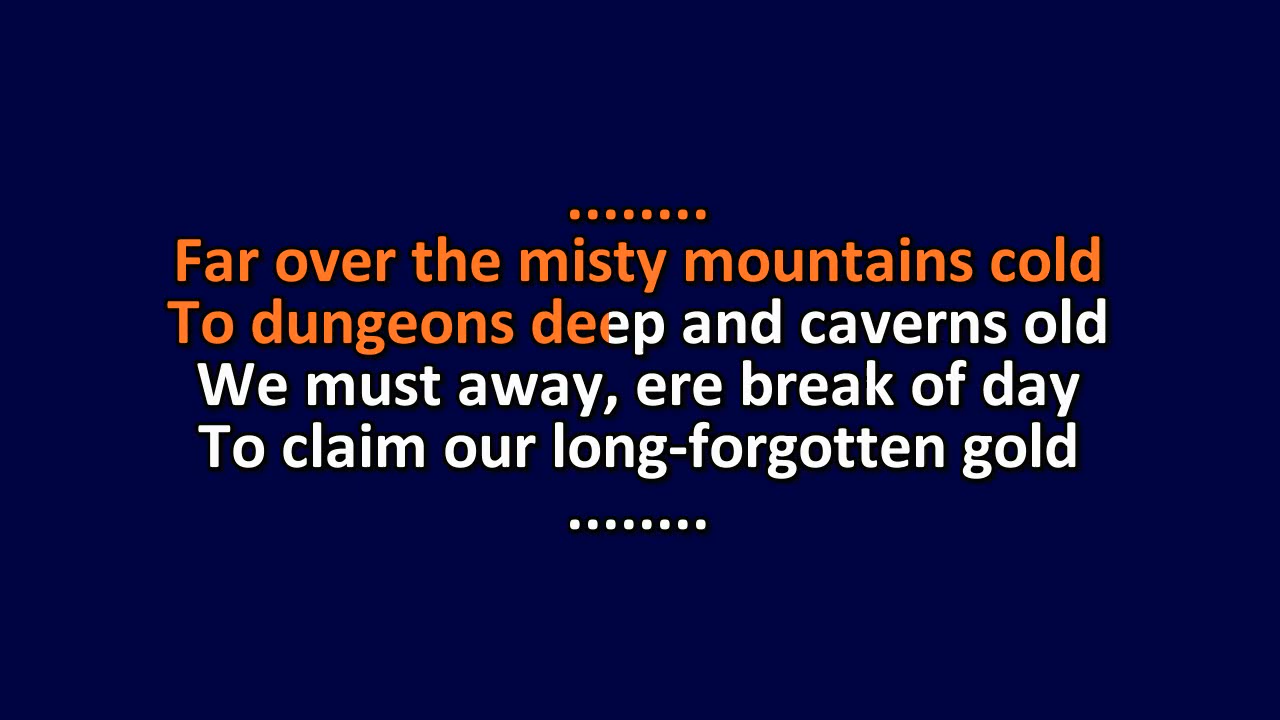 ........
Far over the misty mountains cold
To dungeons deep and caverns old
We must away, ere break of day
To claim our long-forgotten gold
........